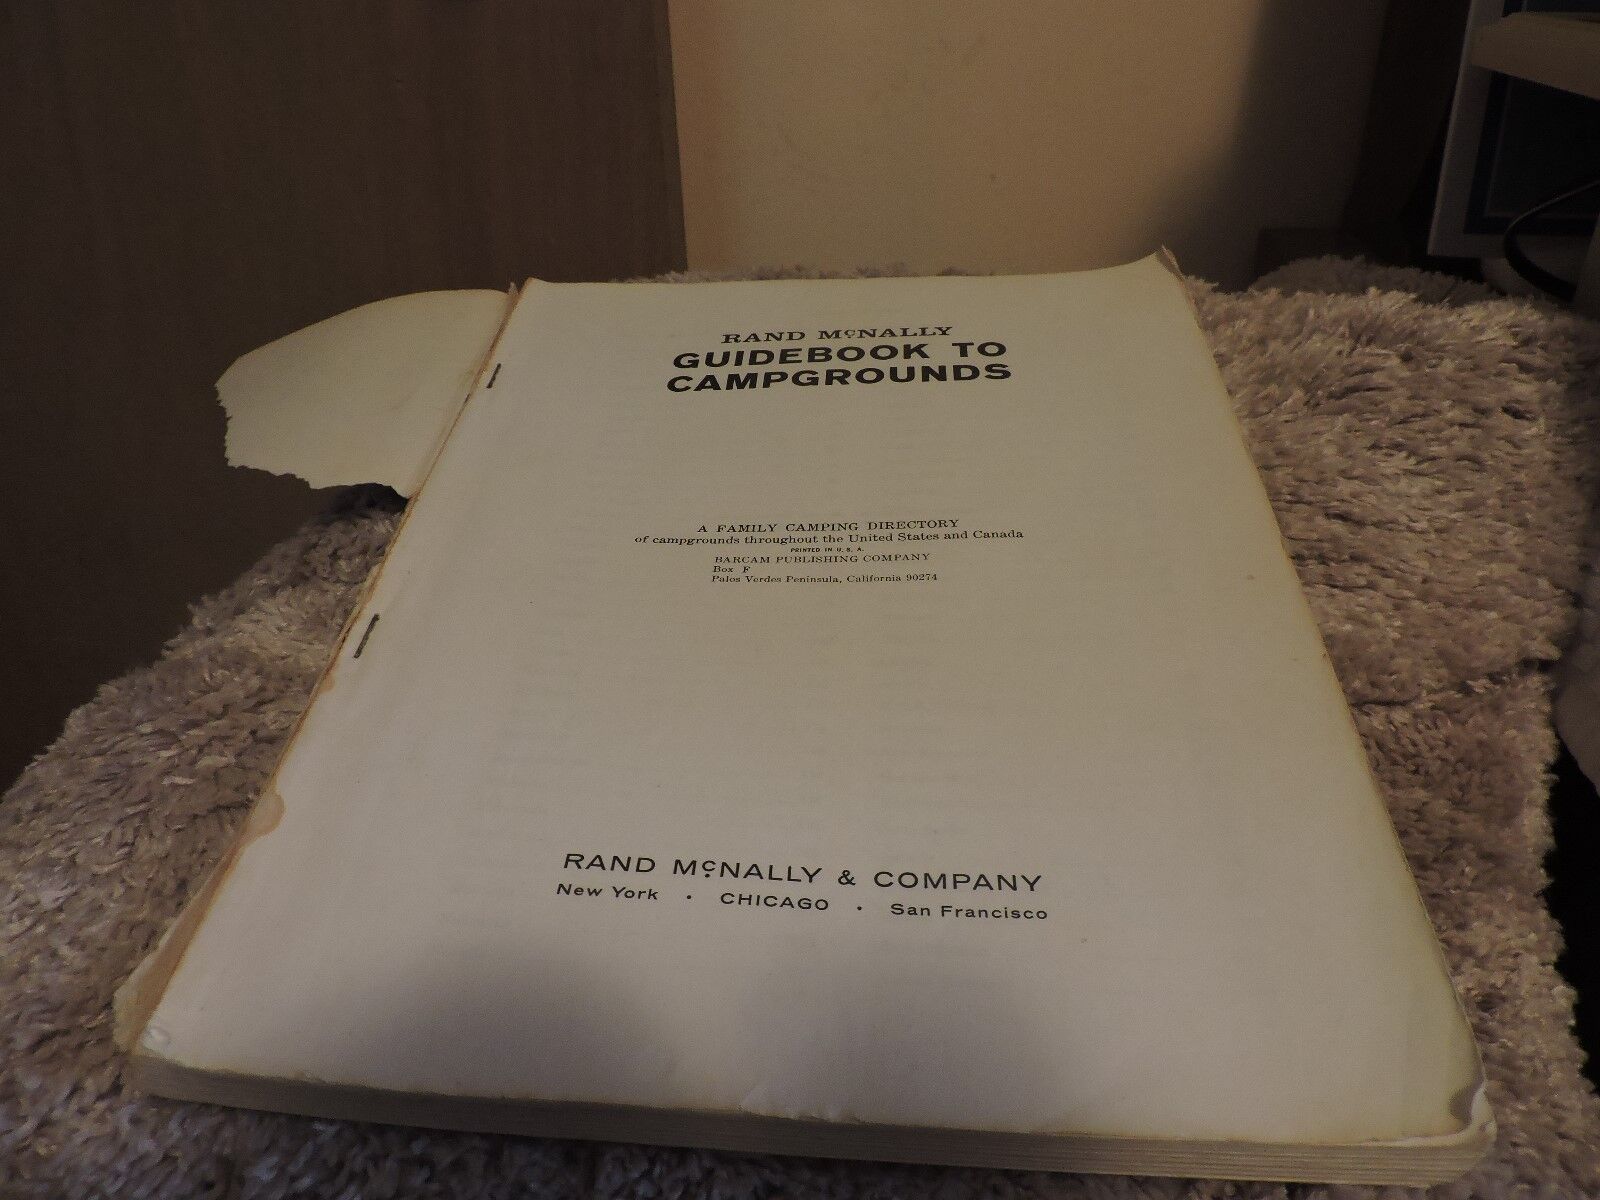 RAND McNALLY
GUIDEBOOK TO
CAMPGROUNDS
A FAMILY CAMPING DIRECTORY
of campgrounds throughout the United States and Canada
PRINTED IN U. S. A.
BARCAM PUBLISHING COMPANY
Box F
Palos Verdes Peninsula, California 90274
RAND McNALLY & COMPANY
New York • CHICAGO • San Francisco